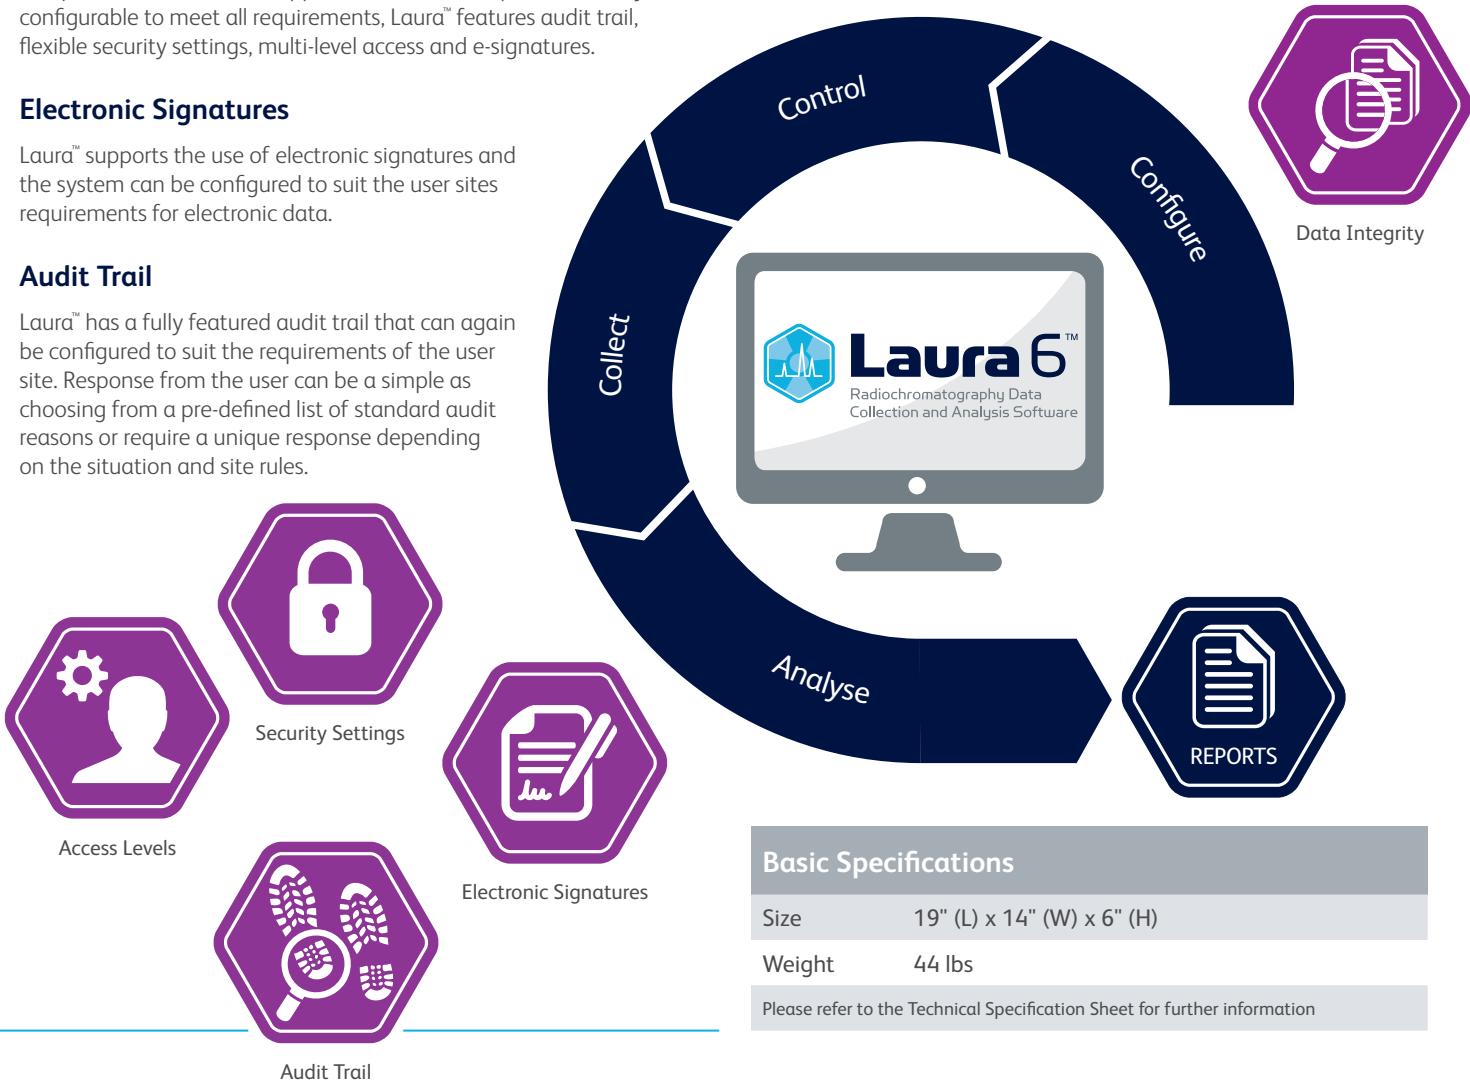 configurable to meet all requirements, Laura™ features audit trail,
flexible security settings, multi-level access and e-signatures.
Electronic Signatures
Laura™ supports the use of electronic signatures and
the system can be configured to suit the user sites
requirements for electronic data.
Audit Trail
Laura™ has a fully featured audit trail that can again
be configured to suit the requirements of the user
site. Response from the user can be a simple as
choosing from a pre-defined list of standard audit
reasons or require a unique response depending
on the situation and site rules.
Configure
Control
Collect
Analyse
REPORTS
Laura 6™
Radiochromatography Data
Collection and Analysis Software
Data Integrity
Security Settings
Access Levels
Electronic Signatures
Audit Trail
Basic Specifications
Size 19" (L) x 14" (W) x 6" (H)
Weight 44 lbs
Please refer to the Technical Specification Sheet for further information